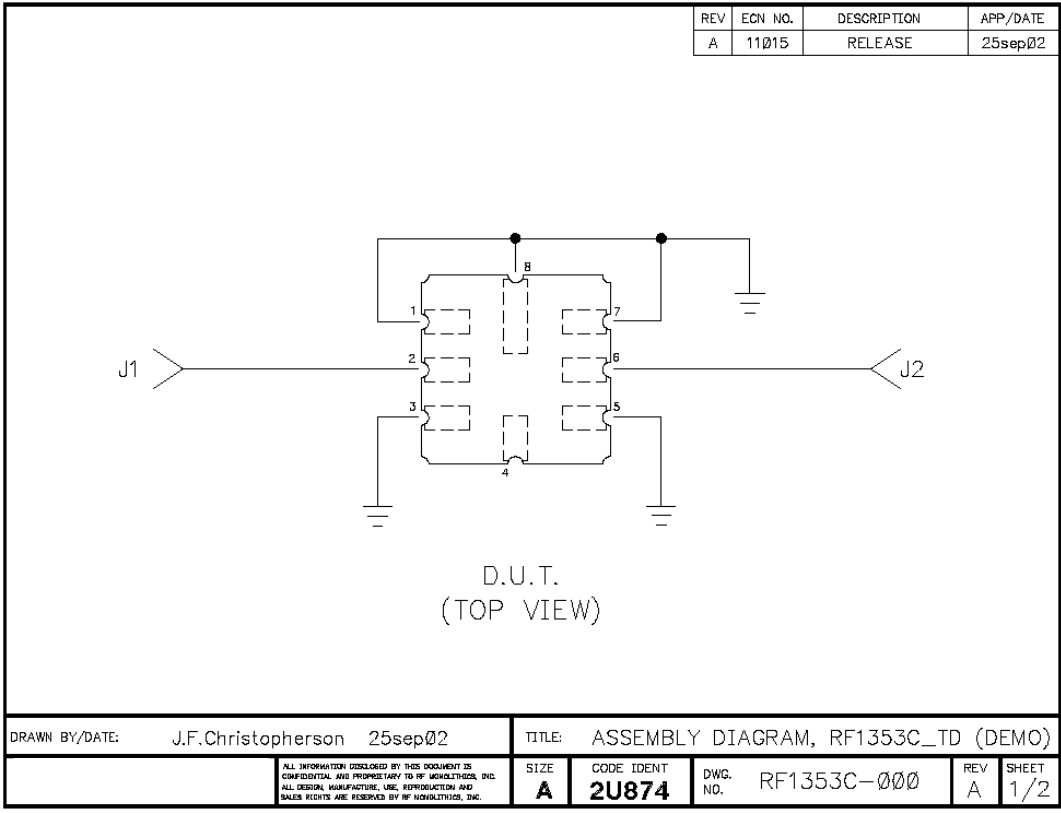 REV ECN NO. DESCRIPTION APP/DATE
A 11Ø15 RELEASE 25sepØ2
8
1 7
J1 2 6 J2
3 5
4
D.U.T.
(TOP VIEW)
DRAWN BY/DATE: J.F.Christopherson 25sepØ2
TITLE: ASSEMBLY DIAGRAM, RF1353C_TD (DEMO)
ALL INFORMATION DISCLOSED BY THIS DOCUMENT IS
CONFIDENTIAL AND PROPRIETARY TO RF MONOLITHICS, INC.
ALL DESIGN, MANUFACTURE, USE, REPRODUCTION AND
SALES RIGHTS ARE RESERVED BY RF MONOLITHICS, INC.
SIZE
A
CODE IDENT
2U874
DWG.
NO.
RF1353C-ØØØ
REV
A
SHEET
1/2